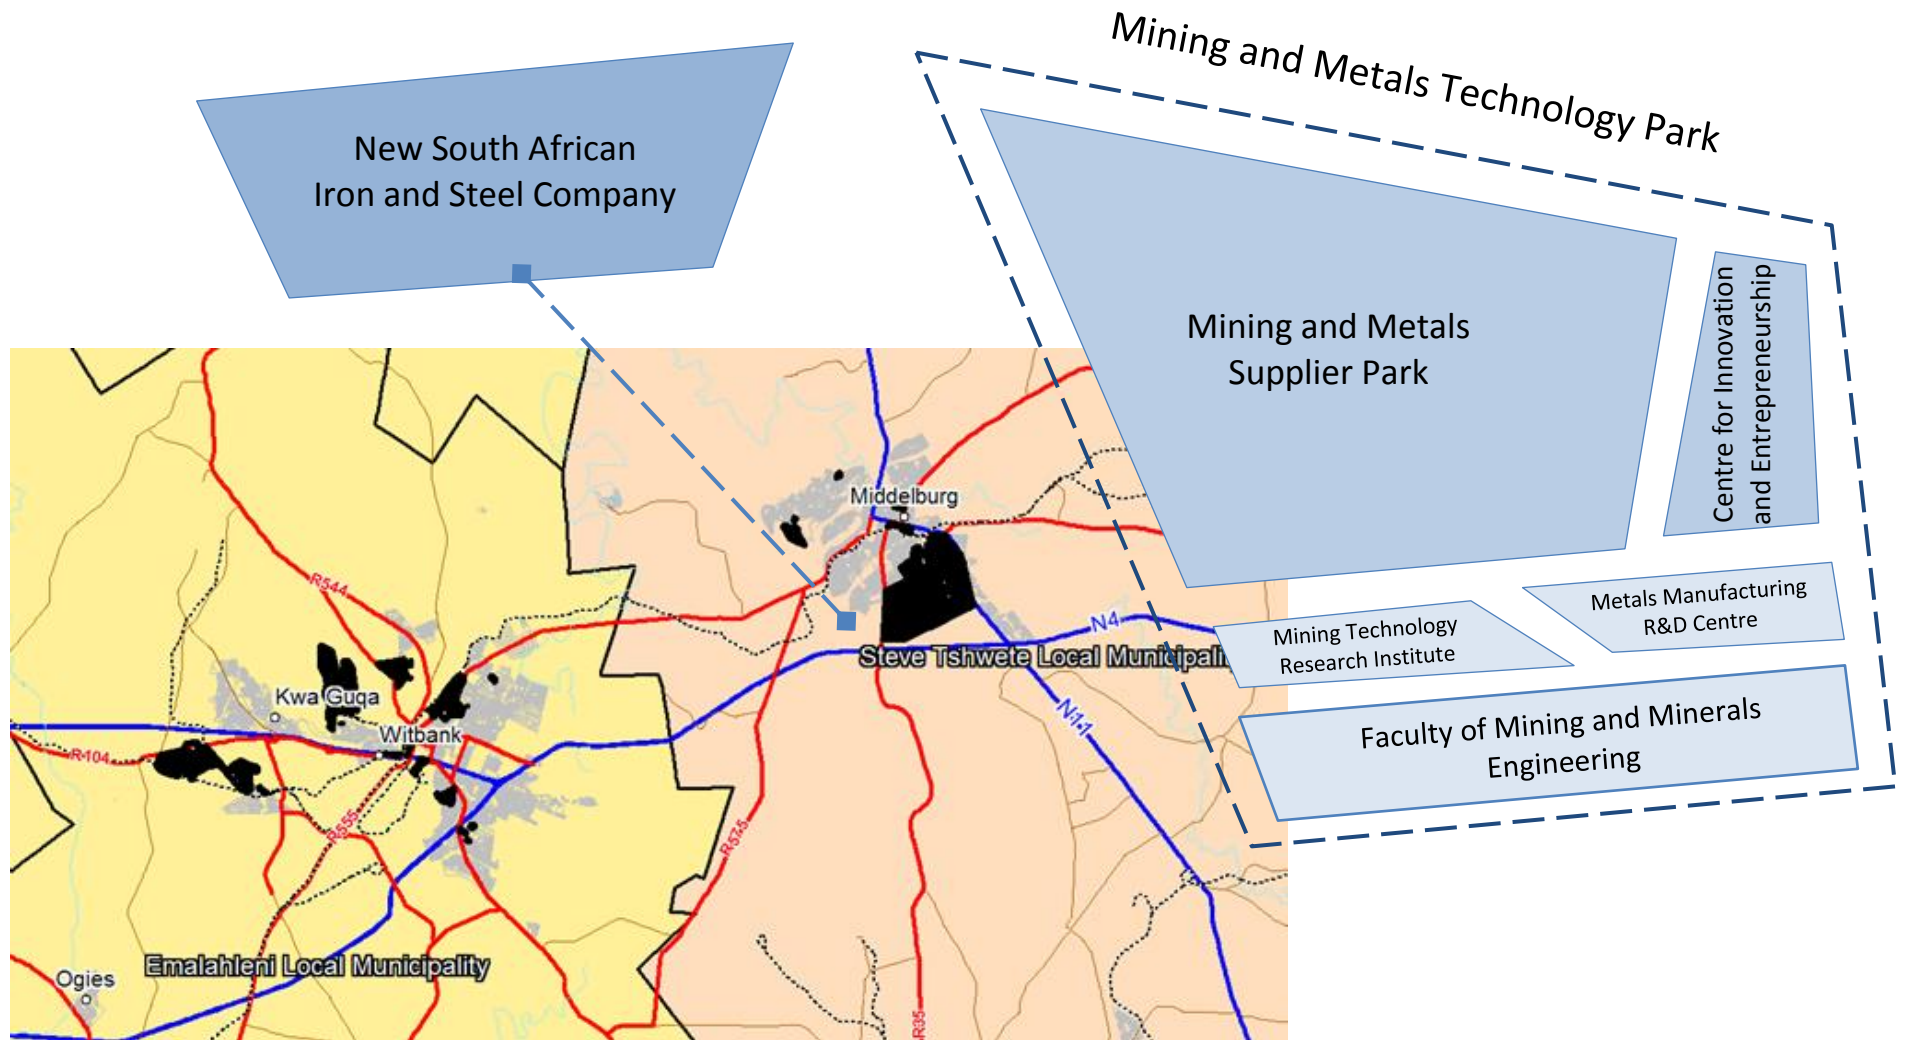 Mining and Metals Technology Park
New South African
Iron and Steel Company
Mining and Metals
Supplier Park
Centre for Innovation
and Entrepreneurship
Metals Manufacturing
R&D Centre
Mining Technology
Research Institute
Faculty of Mining and Minerals
Engineering
Middelburg
R544
N4
Steve Tshwete Local Municipali
Kwa Guqa
Witbank
N11
R104
R555
R575
Emalahleni Local Municipality
Ogies
R35